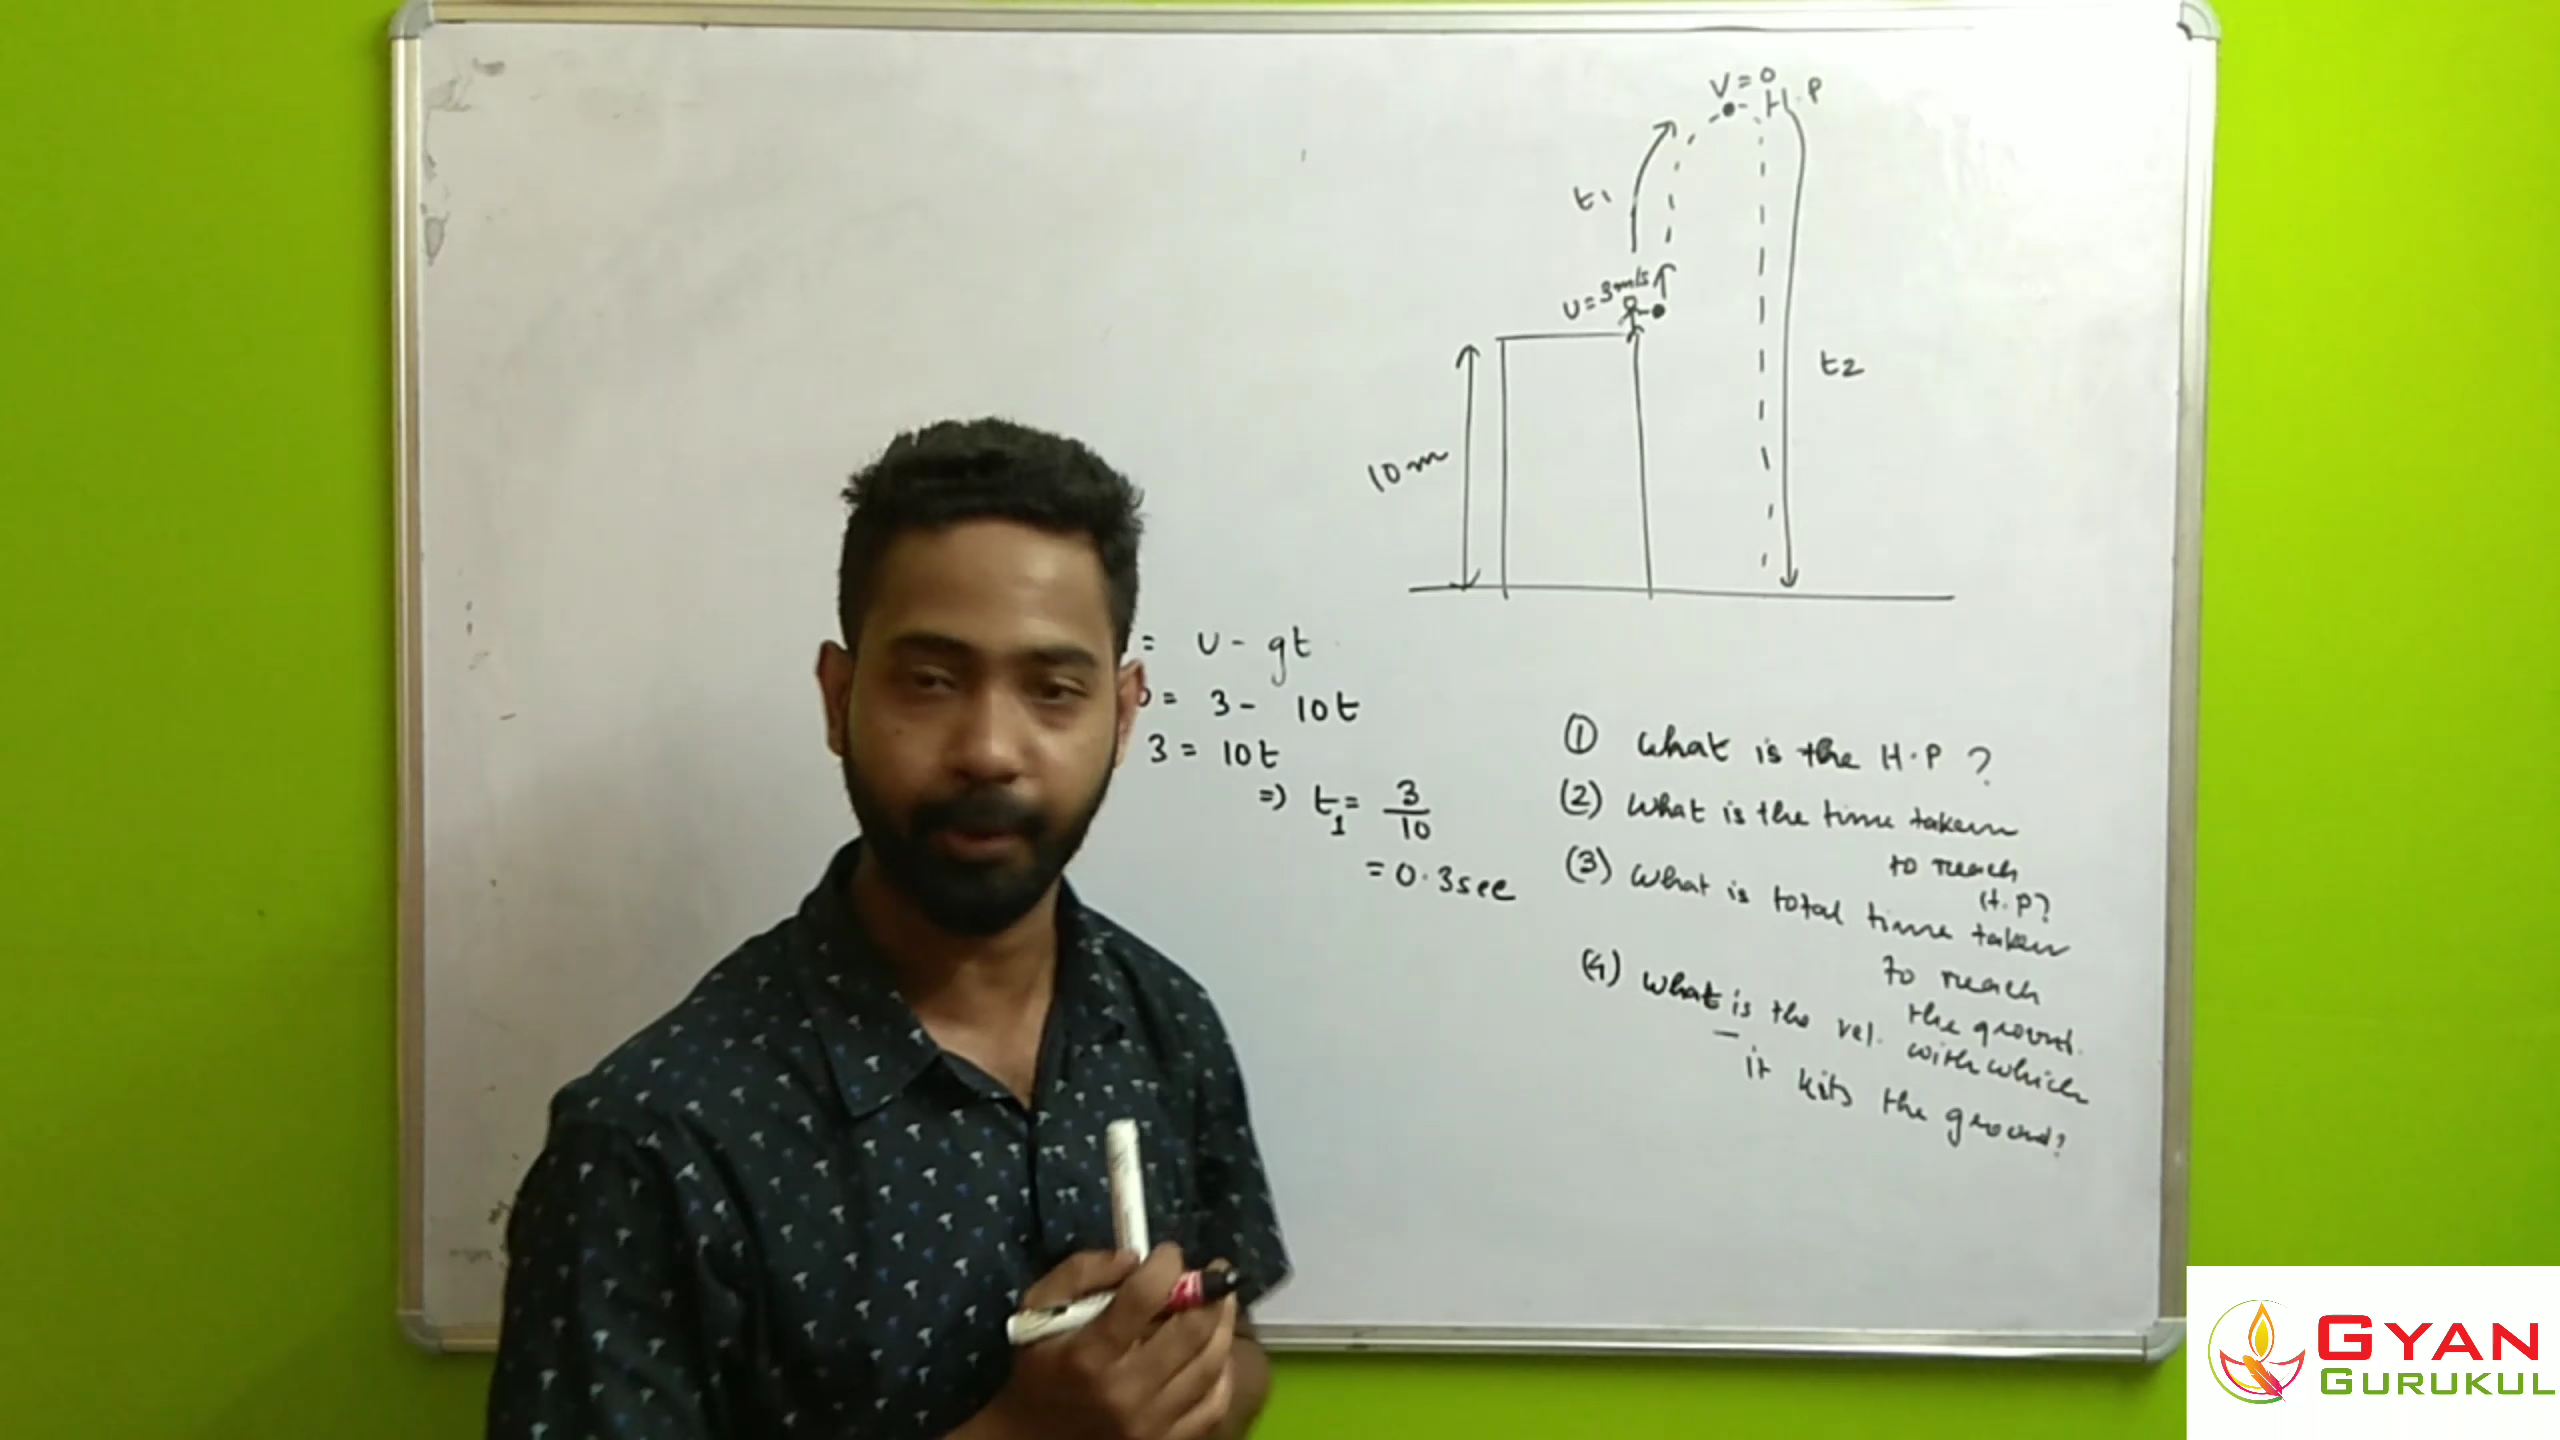 V = 0
H.P
t1
U = 3m/s
10m
t2
= U - gt
0 = 3 - 10t
3 = 10t
=) t1 = 3/10
= 0.3sec
① What is the H.P ?
(2) What is the time taken
to reach
H.P?
(3) What is total time taken
to reach
the ground.
(4) What is the vel. with which
it hits the ground?
GYAN
GURUKUL